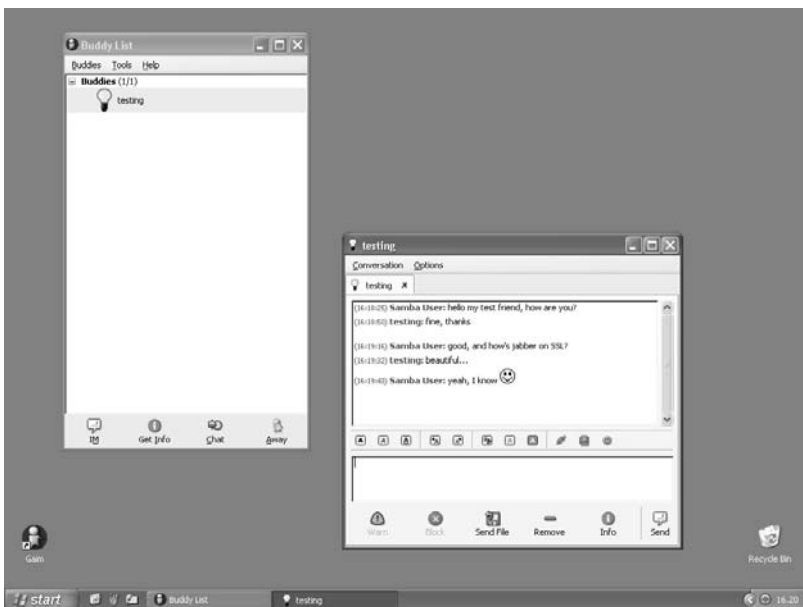 Buddy List
Buddies Tools Help
Buddies (1/1)
testing
IM Get Info Chat Away
testing
Conversation Options
testing
(16:18:25) Samba User: hello my test friend, how are you?
(16:18:50) testing: fine, thanks
(16:19:16) Samba User: good, and how's jabber on SSL?
(16:19:32) testing: beautiful...
(16:19:43) Samba User: yeah, I know
Warn Block Send File Remove Info Send
Gaim
Recycle Bin
start Buddy List testing 16.20